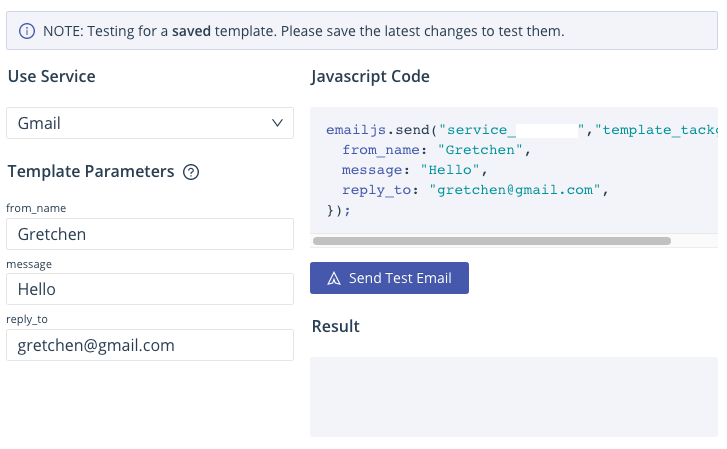 NOTE: Testing for a saved template. Please save the latest changes to test them.
Use Service
Gmail
Template Parameters
from_name
Gretchen
message
Hello
reply_to
gretchen@gmail.com
Javascript Code
emailjs.send("service_ ","template_tack
from_name: "Gretchen",
message: "Hello",
reply_to: "gretchen@gmail.com",
});
Send Test Email
Result